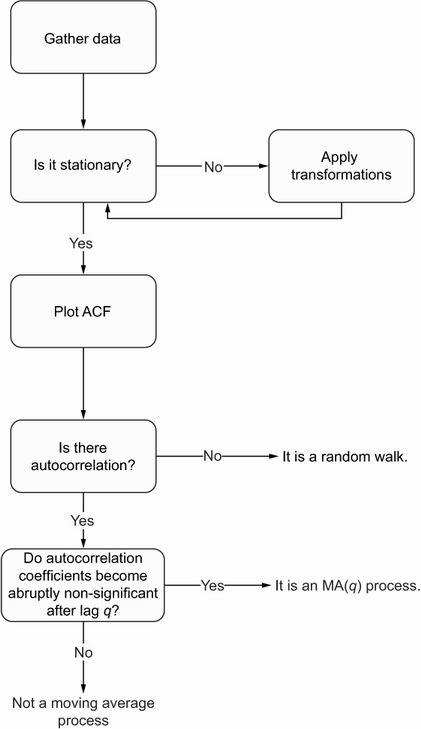 Gather data
Is it stationary?
No
Apply
transformations
Yes
Plot ACF
Is there
autocorrelation?
No
It is a random walk.
Yes
Do autocorrelation
coefficients become
abruptly non-significant
after lag q?
Yes
It is an MA(q) process.
No
Not a moving average
process